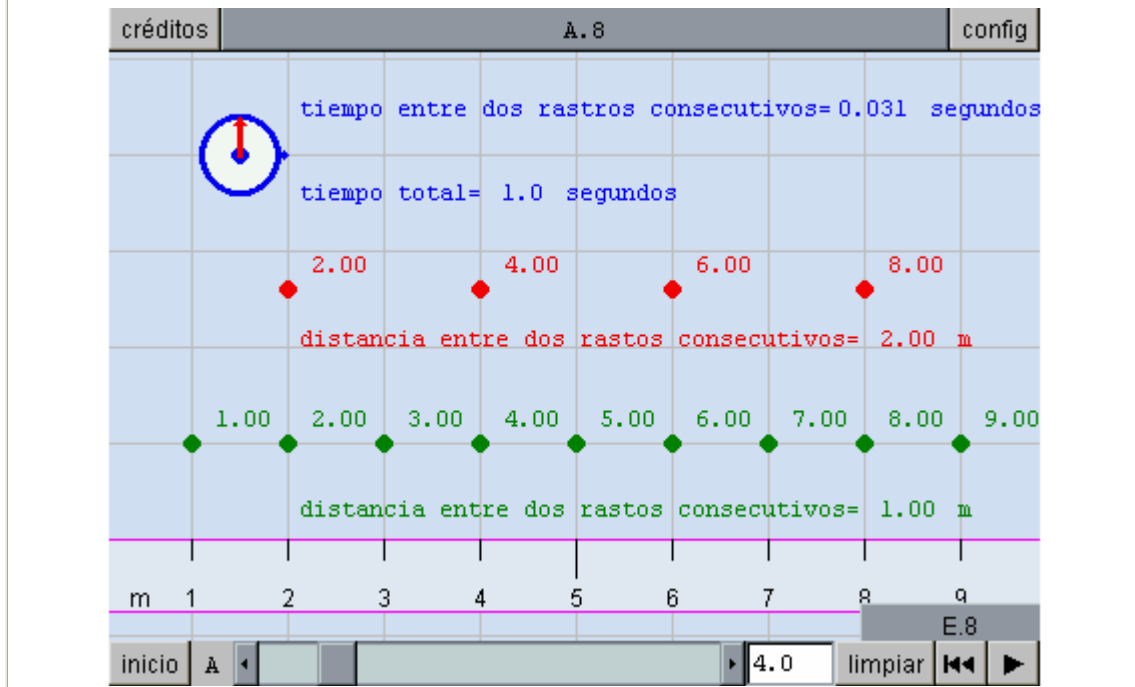 créditos A.8 config
tiempo entre dos rastros consecutivos= 0.031 segundos
tiempo total= 1.0 segundos
2.00 4.00 6.00 8.00
distancia entre dos rastos consecutivos= 2.00 m
1.00 2.00 3.00 4.00 5.00 6.00 7.00 8.00 9.00
distancia entre dos rastos consecutivos= 1.00 m
m 1 2 3 4 5 6 7 8 9
E.8
inicio A 4.0 limpiar